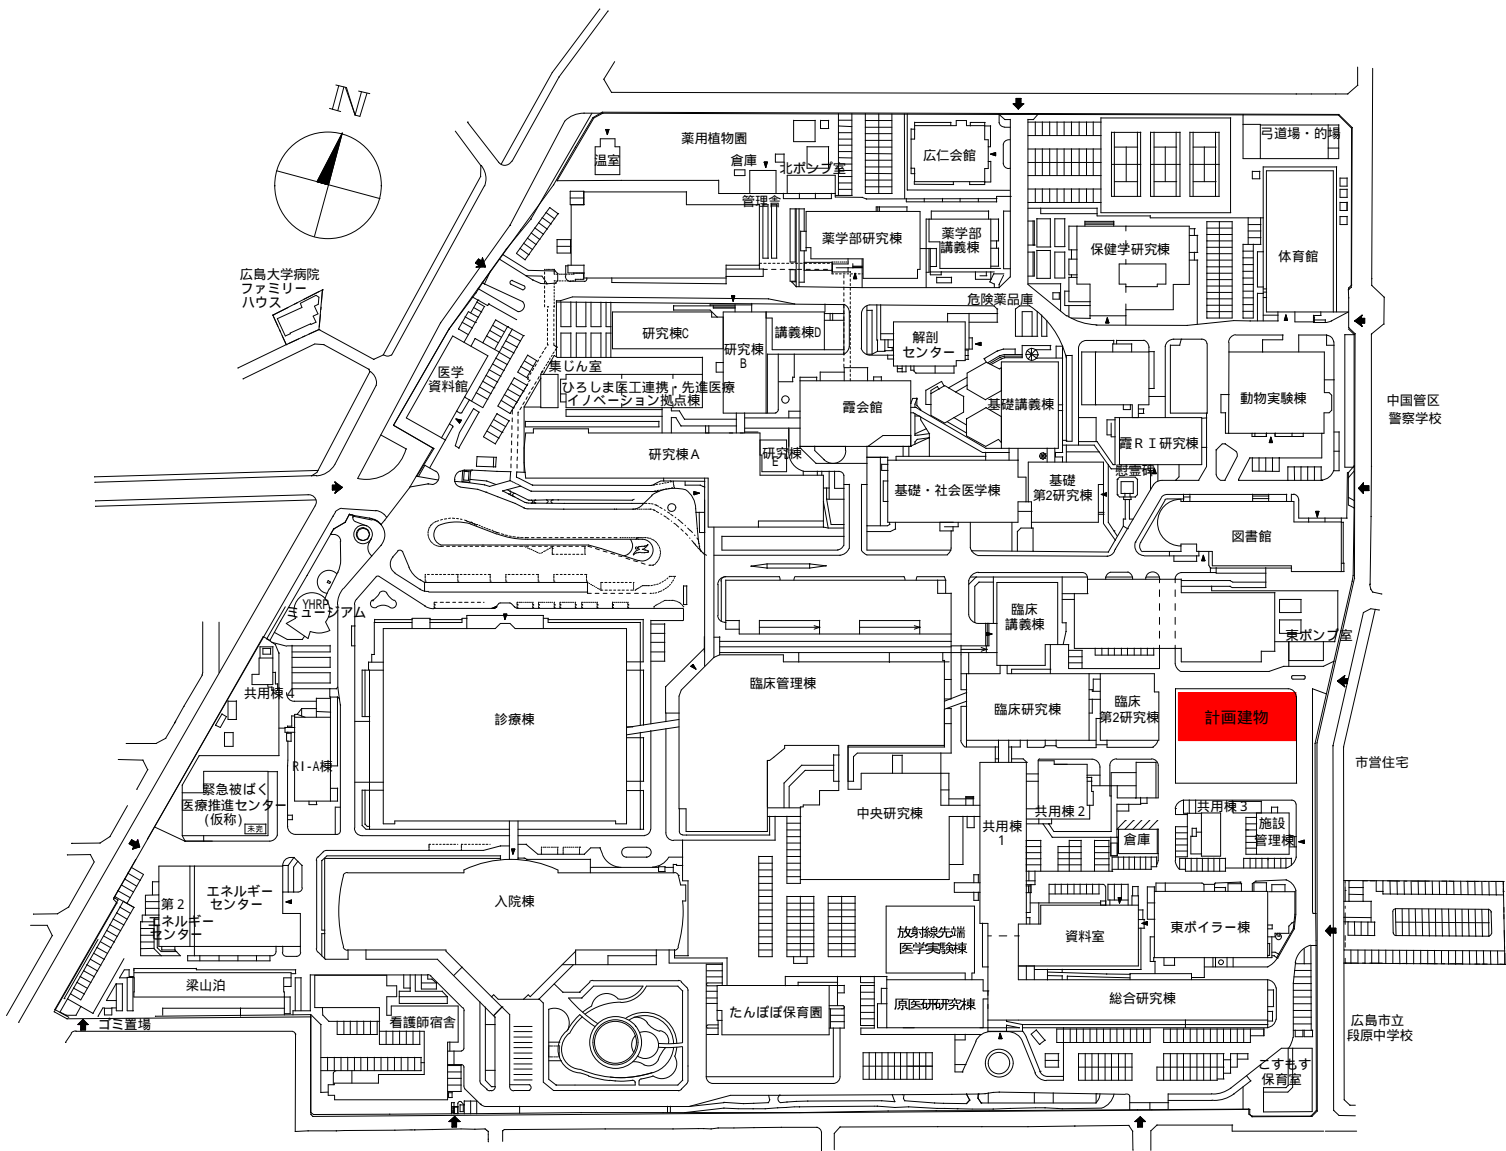 N
弓道場・的場
薬用植物園
広仁会館
温室
倉庫
北ポンプ室
管理舎
薬学部研究棟
薬学部
講義棟
保健学研究棟
体育館
広島大学病院
ファミリー
ハウス
危険薬品庫
研究棟C
研究棟
B
講義棟D
解剖
センター
医学
資料館
集じん室
ひろしま医工連携・先進医療
イノベーション拠点棟
霞会館
基礎講義棟
動物実験棟
中国管区
警察学校
霞RI研究棟
研究棟A
研究棟
E
慰霊碑
基礎・社会医学棟
基礎
第2研究棟
図書館
YHRP
ミュージアム
臨床
講義棟
東ポンプ室
共用棟4
臨床管理棟
診療棟
臨床研究棟
臨床
第2研究棟
計画建物
市営住宅
RI-A棟
緊急被ばく
医療推進センター
(仮称)
未完
中央研究棟
共用棟
1
共用棟2
共用棟3
倉庫
施設
管理棟
第2
エネルギー
センター
エネルギー
センター
入院棟
放射線先端
医学実験棟
資料室
東ボイラー棟
梁山泊
ゴミ置場
看護師宿舎
たんぽぽ保育園
原医研研究棟
総合研究棟
広島市立
段原中学校
こすもす
保育室